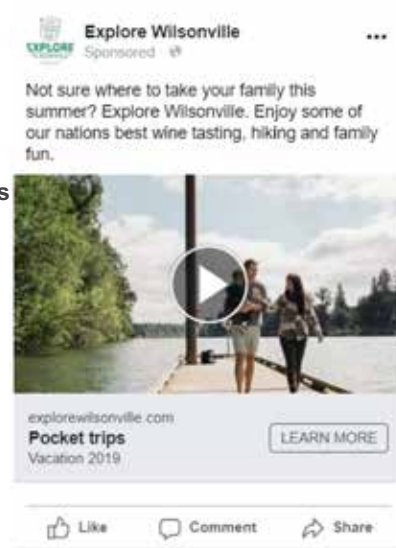 EXPLORE
Explore Wilsonville
Sponsored
Not sure where to take your family this
summer? Explore Wilsonville. Enjoy some of
our nations best wine tasting, hiking and family
fun.
s
explorewilsonville.com
Pocket trips
Vacation 2019
LEARN MORE
Like
Comment
Share